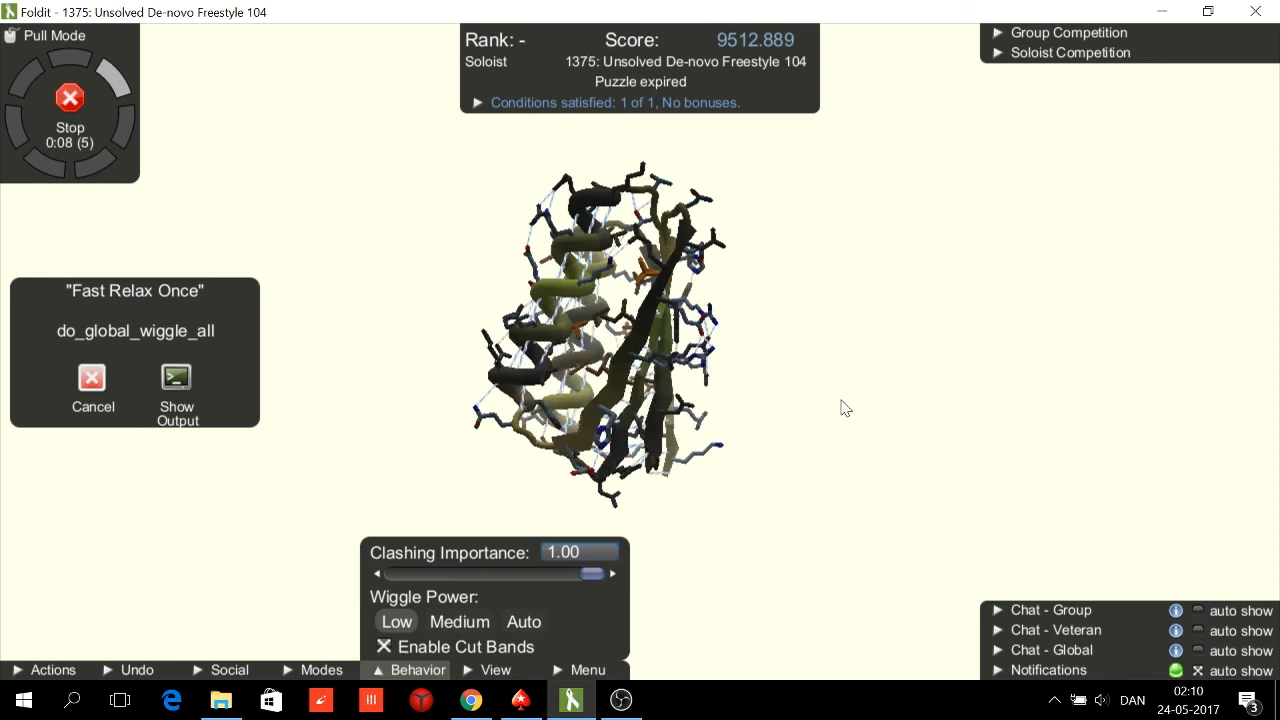 Foldit - 1375: Unsolved De-novo Freestyle 104
Pull Mode
Stop
0:08 (5)
Rank: - Score: 9512.889
Soloist 1375: Unsolved De-novo Freestyle 104
Puzzle expired
Conditions satisfied: 1 of 1, No bonuses.
Group Competition
Soloist Competition
"Fast Relax Once"
do_global_wiggle_all
Cancel
Show
Output
Clashing Importance: 1.00
Wiggle Power:
Low Medium Auto
Enable Cut Bands
Actions Undo Social Modes Behavior View Menu
Chat - Group auto show
Chat - Veteran auto show
Chat - Global auto show
Notifications auto show
DAN
02:10
24-05-2017
3